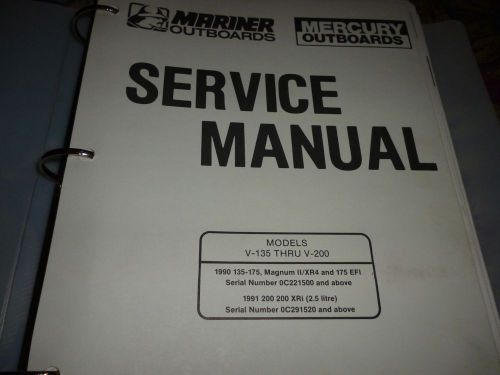 MARINER
OUTBOARDS
MERCURY
OUTBOARDS
SERVICE
MANUAL
MODELS
V-135 THRU V-200
1990 135-175, Magnum II/XR4 and 175 EFI
Serial Number 0C221500 and above
1991 200 200 XRi (2.5 litre)
Serial Number 0C291520 and above